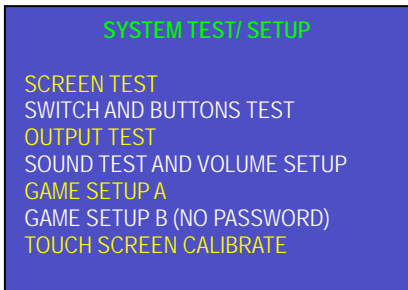 SYSTEM TEST/ SETUP
SCREEN TEST
SWITCH AND BUTTONS TEST
OUTPUT TEST
SOUND TEST AND VOLUME SETUP
GAME SETUP A
GAME SETUP B (NO PASSWORD)
TOUCH SCREEN CALIBRATE